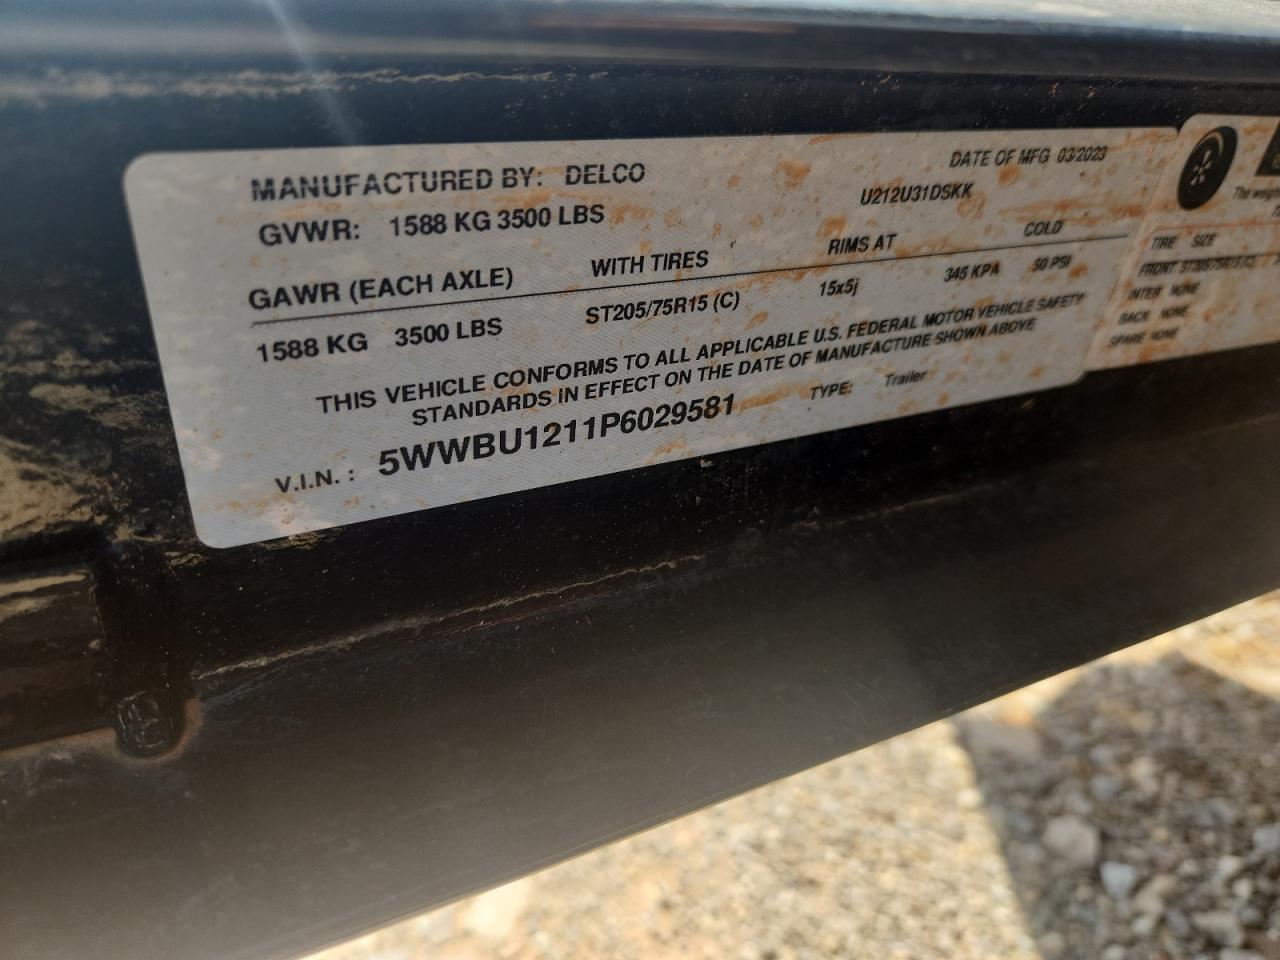 MANUFACTURED BY: DELCO DATE OF MFG 03/2023
GVWR: 1588 KG 3500 LBS U212U31DSKK
GAWR (EACH AXLE) WITH TIRES RIMS AT COLD
1588 KG 3500 LBS ST205/75R15 (C) 15x5j 345 KPA 50 PSI
THIS VEHICLE CONFORMS TO ALL APPLICABLE U.S. FEDERAL MOTOR VEHICLE SAFETY
STANDARDS IN EFFECT ON THE DATE OF MANUFACTURE SHOWN ABOVE
V.I.N. : 5WWBU1211P6029581 TYPE: Trailer
The
TIRE SIZE
FRONT ST205/75R15(C)
INTER NONE
BACK NONE
SPARE NONE